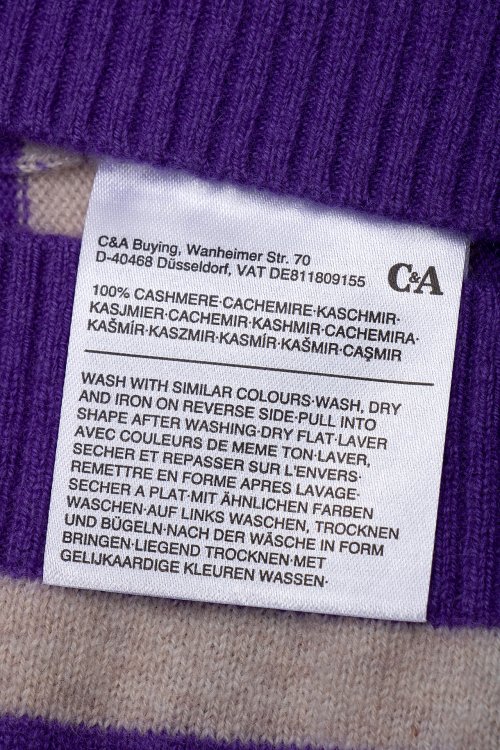 C&A Buying, Wanheimer Str. 70
D-40468 Düsseldorf, VAT DE811809155
C&A
100% CASHMERE·CACHEMIRE·KASCHMIR·
KASJMIER·CACHEMIR·KASHMIR·CACHEMIRA·
KAŠMÍR·KASZMIR·KASMÍR·KAŠMIR·CAŞMIR
WASH WITH SIMILAR COLOURS·WASH, DRY
AND IRON ON REVERSE SIDE·PULL INTO
SHAPE AFTER WASHING·DRY FLAT·LAVER
AVEC COULEURS DE MEME TON·LAVER,
SECHER ET REPASSER SUR L'ENVERS·
REMETTRE EN FORME APRES LAVAGE·
SECHER A PLAT·MIT ÄHNLICHEN FARBEN
WASCHEN·AUF LINKS WASCHEN, TROCKNEN
UND BÜGELN·NACH DER WÄSCHE IN FORM
BRINGEN·LIEGEND TROCKNEN·MET
GELIJKAARDIGE KLEUREN WASSEN·